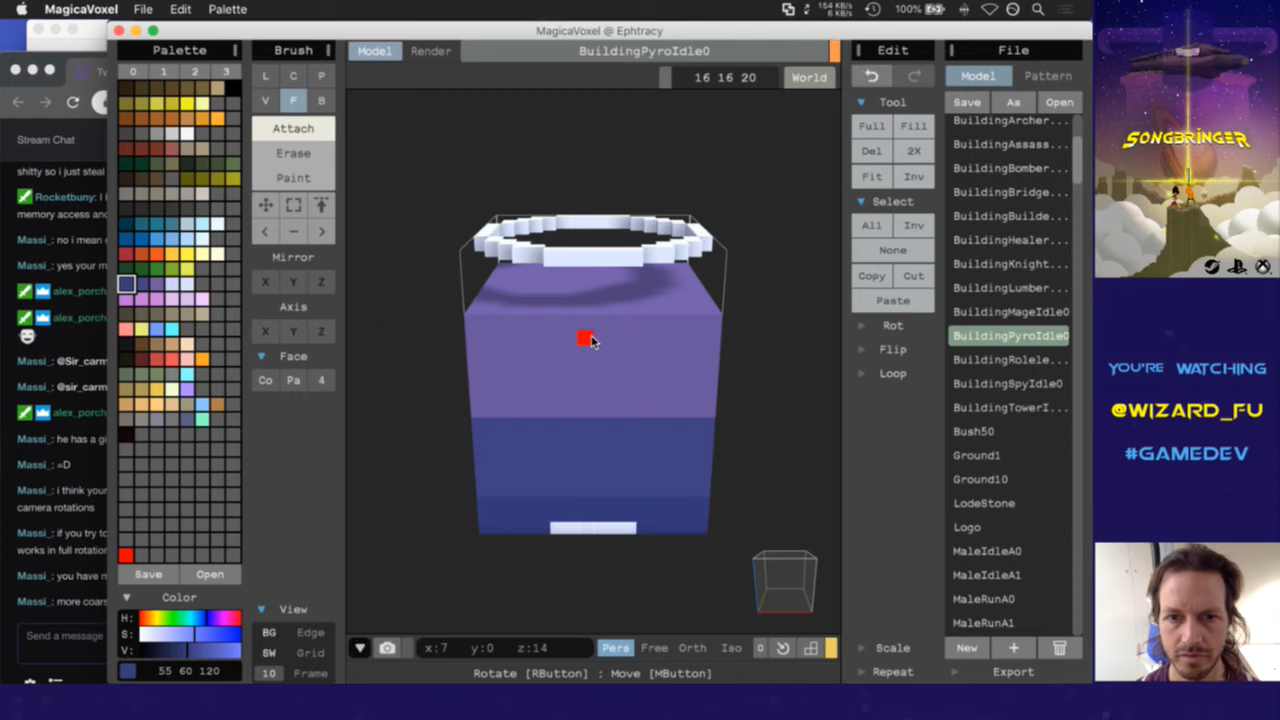 MagicaVoxel File Edit Palette
154 KB/s
6 KB/s
100%
MagicaVoxel @ Ephtracy
Palette
Brush
Model Render
BuildingPyroIdle0
Edit
File
0 1 2 3
L C P
V F B
16 16 20
World
Model Pattern
Save As Open
Tool
Full Fill
Del 2X
Fit Inv
Select
All Inv
None
Copy Cut
Paste
Rot
Flip
Loop
Scale
Repeat
Attach
Erase
Paint
Mirror
X Y Z
Axis
X Y Z
Face
Co Pa 4
View
BG Edge
SW Grid
10 Frame
Save Open
Color
H:
S:
V:
55 60 120
x:7 y:0 z:14
Pers Free Orth Iso 0
Rotate [RButton] : Move [MButton]
BuildingArcher...
BuildingAssass...
BuildingBomber...
BuildingBridge...
BuildingBuilde...
BuildingHealer...
BuildingKnight...
BuildingLumber...
BuildingMageIdle0
BuildingPyroIdle0
BuildingRolele...
BuildingSpyIdle0
BuildingTowerI...
Bush50
Ground1
Ground10
LodeStone
Logo
MaleIdleA0
MaleIdleA1
MaleRunA0
MaleRunA1
New +
Export
Stream Chat
shitty so i just steal
Rocketbuny: I
memory access and
Massi_: no i mean
Massi_: yes your m
alex_porch
alex_porch
Massi_: @Sir_carm
Massi_: @sir_carm
alex_porch
Massi_: he has a gi
Massi_: =D
Massi_: i think your
camera rotations
Massi_: if you try to
works in full rotatio
Massi_: you have m
Massi_: more coars
Send a message
SONGBRINGER
YOU'RE WATCHING
@WIZARD_FU
#GAMEDEV